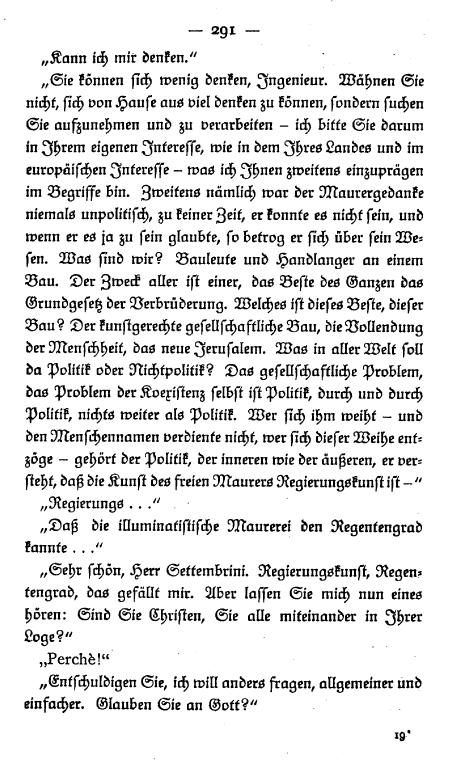 — 291 —
„Kann ich mir denken.“
„Sie können sich wenig denken, Ingenieur. Wähnen Sie
nicht, sich von Hause aus viel denken zu können, sondern suchen
Sie aufzunehmen und zu verarbeiten – ich bitte Sie darum
in Ihrem eigenen Interesse, wie in dem Ihres Landes und im
europäischen Interesse – was ich Ihnen zweitens einzuprägen
im Begriffe bin. Zweitens nämlich war der Maurergedanke
niemals unpolitisch, zu keiner Zeit, er konnte es nicht sein, und
wenn er es ja zu sein glaubte, so betrog er sich über sein We-
sen. Was sind wir? Bauleute und Handlanger an einem
Bau. Der Zweck aller ist einer, das Beste des Ganzen das
Grundgesetz der Verbrüderung. Welches ist dieses Beste, dieser
Bau? Der kunstgerechte gesellschaftliche Bau, die Vollendung
der Menschheit, das neue Jerusalem. Was in aller Welt soll
da Politik oder Nichtpolitik? Das gesellschaftliche Problem,
das Problem der Koexistenz selbst ist Politik, durch und durch
Politik, nichts weiter als Politik. Wer sich ihm weiht – und
den Menschennamen verdiente nicht, wer sich dieser Weihe ent-
zöge – gehört der Politik, der inneren wie der äußeren, er ver-
steht, daß die Kunst des freien Maurers Regierungskunst ist –“
„Regierungs . . .“
„Daß die illuminatistische Maurerei den Regentengrad
kannte . . .“
„Sehr schön, Herr Settembrini. Regierungskunst, Regen-
tengrad, das gefällt mir. Aber lassen Sie mich nun eines
hören: Sind Sie Christen, Sie alle miteinander in Ihrer
Loge?“
„Perchè!“
„Entschuldigen Sie, ich will anders fragen, allgemeiner und
einfacher. Glauben Sie an Gott?“
19*